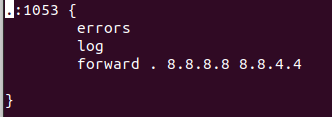 .:1053 {
errors
log
forward . 8.8.8.8 8.8.4.4
}